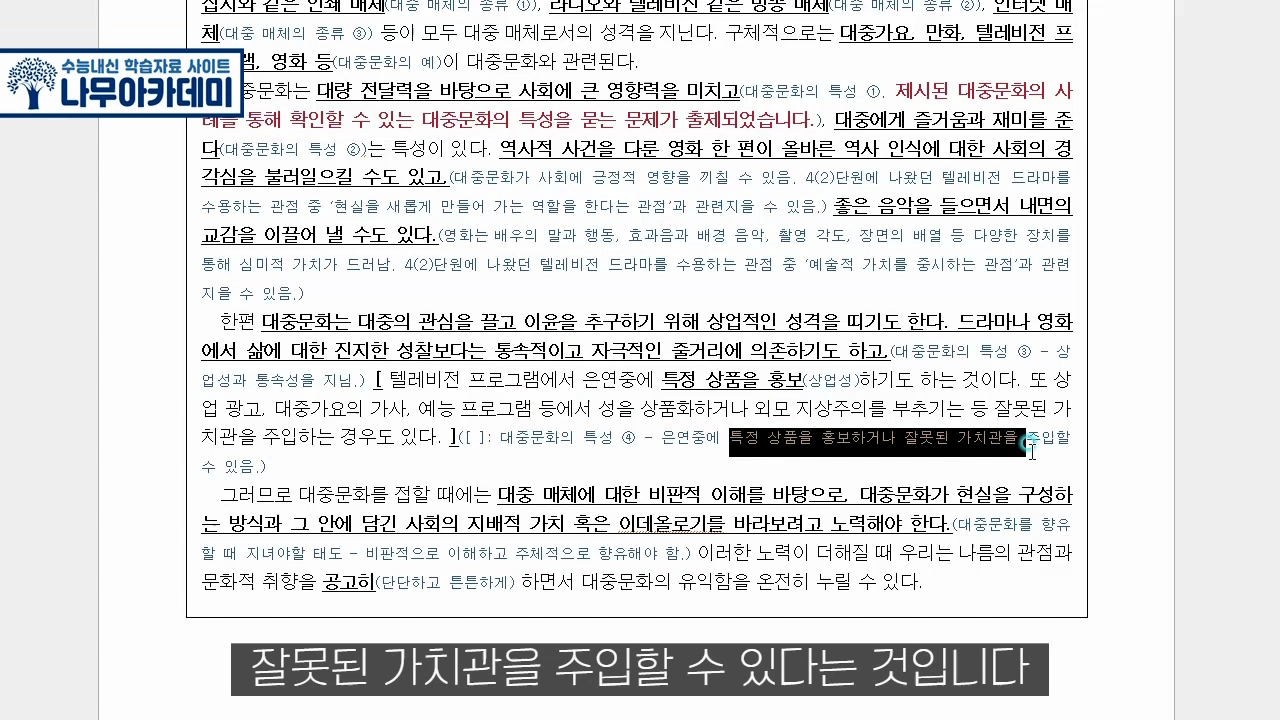 집지와 같은 인쇄 매체(대중 매체의 종류 ①), 라디오와 텔레비전 같은 방송 매체(대중 매체의 종류 ②), 인터넷 매
체(대중 매체의 종류 ③) 등이 모두 대중 매체로서의 성격을 지닌다. 구체적으로는 대중가요, 만화, 텔레비전 프
램, 영화 등(대중문화의 예)이 대중문화와 관련된다.
수능내신 학습자료 사이트
나무아카데미
중문화는 대량 전달력을 바탕으로 사회에 큰 영향력을 미치고(대중문화의 특성 ①. 제시된 대중문화의 사
례를 통해 확인할 수 있는 대중문화의 특성을 묻는 문제가 출제되었습니다.), 대중에게 즐거움과 재미를 준
다(대중문화의 특성 ②)는 특성이 있다. 역사적 사건을 다룬 영화 한 편이 올바른 역사 인식에 대한 사회의 경
각심을 불러일으킬 수도 있고,(대중문화가 사회에 긍정적 영향을 끼칠 수 있음. 4(2)단원에 나왔던 텔레비전 드라마를
수용하는 관점 중 '현실을 새롭게 만들어 가는 역할을 한다는 관점'과 관련지을 수 있음.) 좋은 음악을 들으면서 내면의
교감을 이끌어 낼 수도 있다.(영화는 배우의 말과 행동, 효과음과 배경 음악, 촬영 각도, 장면의 배열 등 다양한 장치를
통해 심미적 가치가 드러남. 4(2)단원에 나왔던 텔레비전 드라마를 수용하는 관점 중 '예술적 가치를 중시하는 관점'과 관련
지을 수 있음.)
한편 대중문화는 대중의 관심을 끌고 이윤을 추구하기 위해 상업적인 성격을 띠기도 한다. 드라마나 영화
에서 삶에 대한 진지한 성찰보다는 통속적이고 자극적인 줄거리에 의존하기도 하고,(대중문화의 특성 ③ - 상
업성과 통속성을 지님.) [ 텔레비전 프로그램에서 은연중에 특정 상품을 홍보(상업성)하기도 하는 것이다. 또 상
업 광고, 대중가요의 가사, 예능 프로그램 등에서 성을 상품화하거나 외모 지상주의를 부추기는 등 잘못된 가
치관을 주입하는 경우도 있다. ]([ ]: 대중문화의 특성 ④ - 은연중에 특정 상품을 홍보하거나 잘못된 가치관을 주입할
수 있음.)
그러므로 대중문화를 접할 때에는 대중 매체에 대한 비판적 이해를 바탕으로, 대중문화가 현실을 구성하
는 방식과 그 안에 담긴 사회의 지배적 가치 혹은 이데올로기를 바라보려고 노력해야 한다.(대중문화를 향유
할 때 지녀야할 태도 - 비판적으로 이해하고 주체적으로 향유해야 함.) 이러한 노력이 더해질 때 우리는 나름의 관점과
문화적 취향을 공고히(단단하고 튼튼하게) 하면서 대중문화의 유익함을 온전히 누릴 수 있다.
잘못된 가치관을 주입할 수 있다는 것입니다